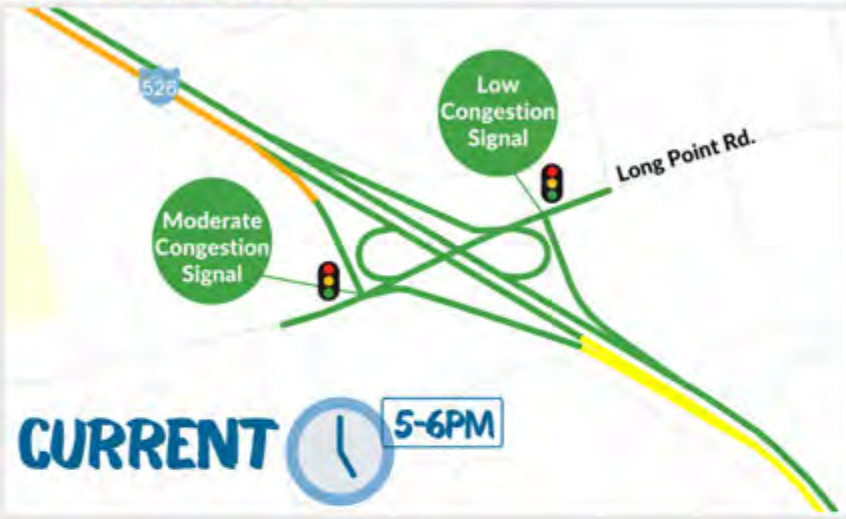 526
Low
Congestion
Signal
Long Point Rd.
Moderate
Congestion
Signal
CURRENT
5-6PM